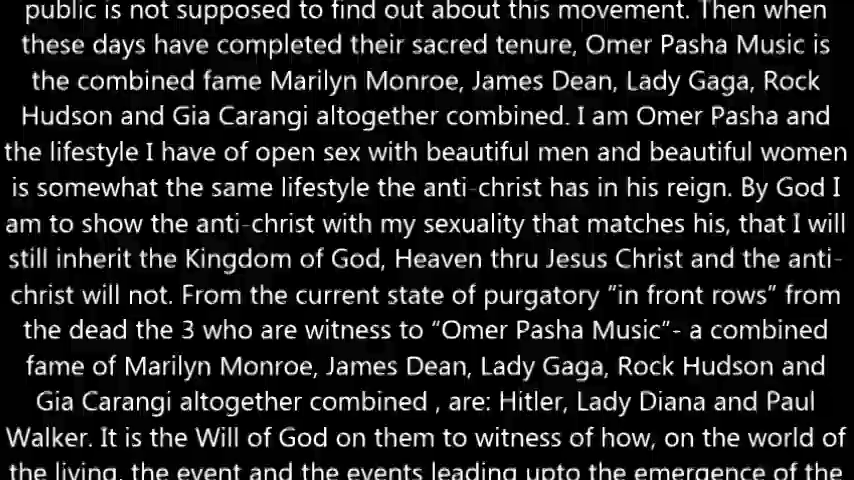 public is not supposed to find out about this movement. Then when
these days have completed their sacred tenure, Omer Pasha Music is
the combined fame Marilyn Monroe, James Dean, Lady Gaga, Rock
Hudson and Gia Carangi altogether combined. I am Omer Pasha and
the lifestyle I have of open sex with beautiful men and beautiful women
is somewhat the same lifestyle the anti-christ has in his reign. By God I
am to show the anti-christ with my sexuality that matches his, that I will
still inherit the Kingdom of God, Heaven thru Jesus Christ and the anti-
christ will not. From the current state of purgatory "in front rows" from
the dead the 3 who are witness to "Omer Pasha Music"- a combined
fame of Marilyn Monroe, James Dean, Lady Gaga, Rock Hudson and
Gia Carangi altogether combined , are: Hitler, Lady Diana and Paul
Walker. It is the Will of God on them to witness of how, on the world of
the living, the event and the events leading upto the emergence of the